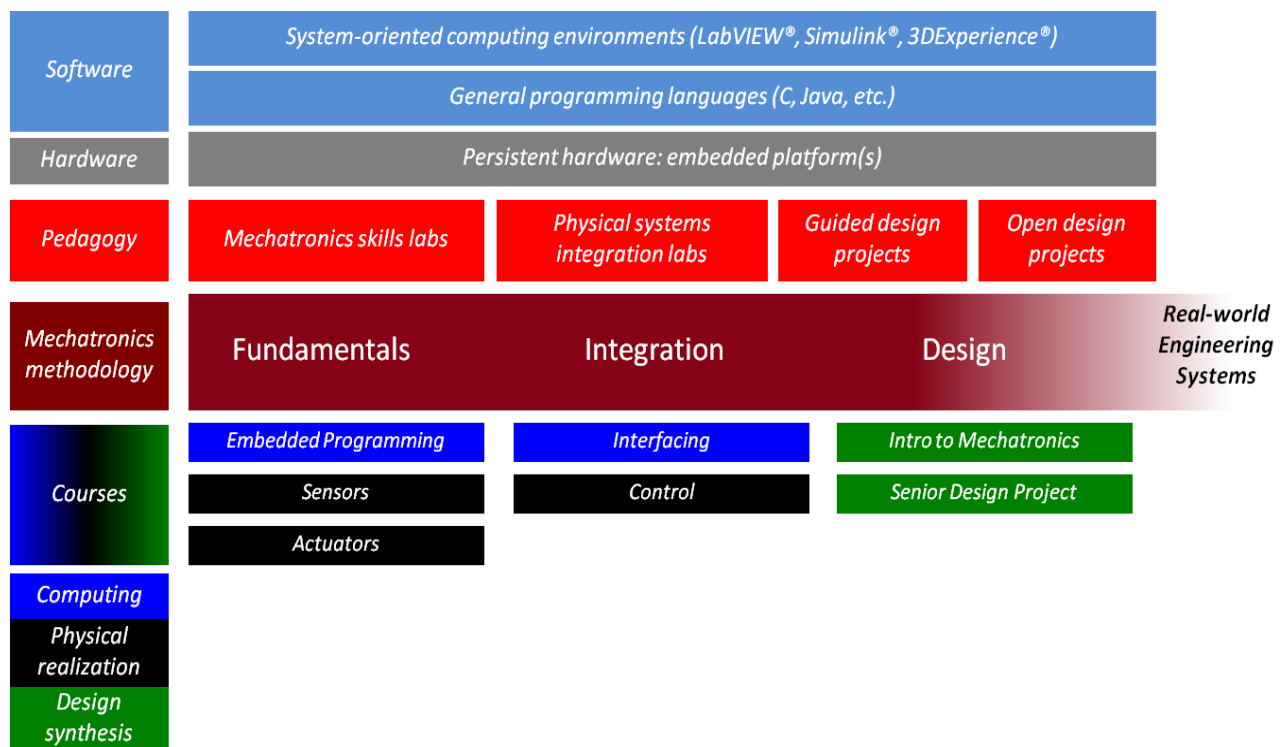 Software
System-oriented computing environments (LabVIEW®, Simulink®, 3DExperience®)
General programming languages (C, Java, etc.)
Hardware
Persistent hardware: embedded platform(s)
Pedagogy
Mechatronics skills labs
Physical systems
integration labs
Guided design
projects
Open design
projects
Mechatronics
methodology
Fundamentals
Integration
Design
Real-world
Engineering
Systems
Courses
Embedded Programming
Interfacing
Intro to Mechatronics
Sensors
Control
Senior Design Project
Actuators
Computing
Physical
realization
Design
synthesis